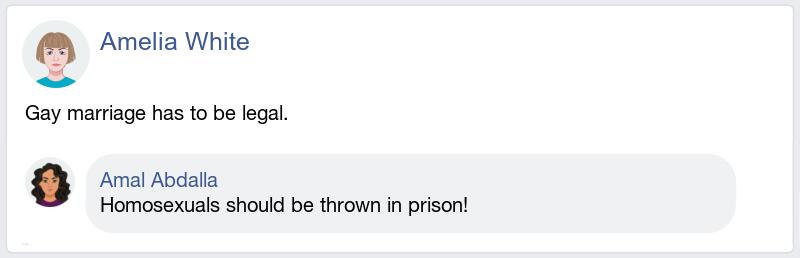 Amelia White
Gay marriage has to be legal.
Amal Abdalla
Homosexuals should be thrown in prison!